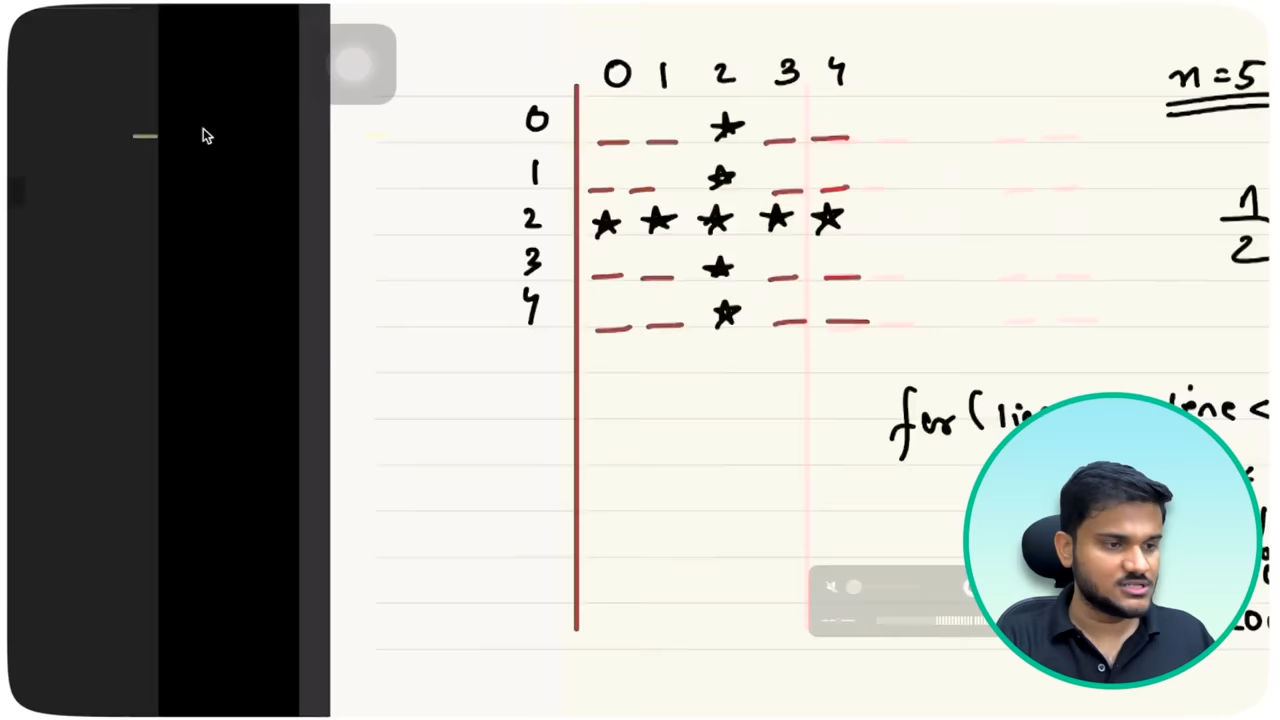 0 1 2 3 4
n=5
0 _ _ ★ _ _
1 _ _ ★ _ _
2 ★ ★ ★ ★ ★
3 _ _ ★ _ _
4 _ _ ★ _ _
1
2
for ( line <